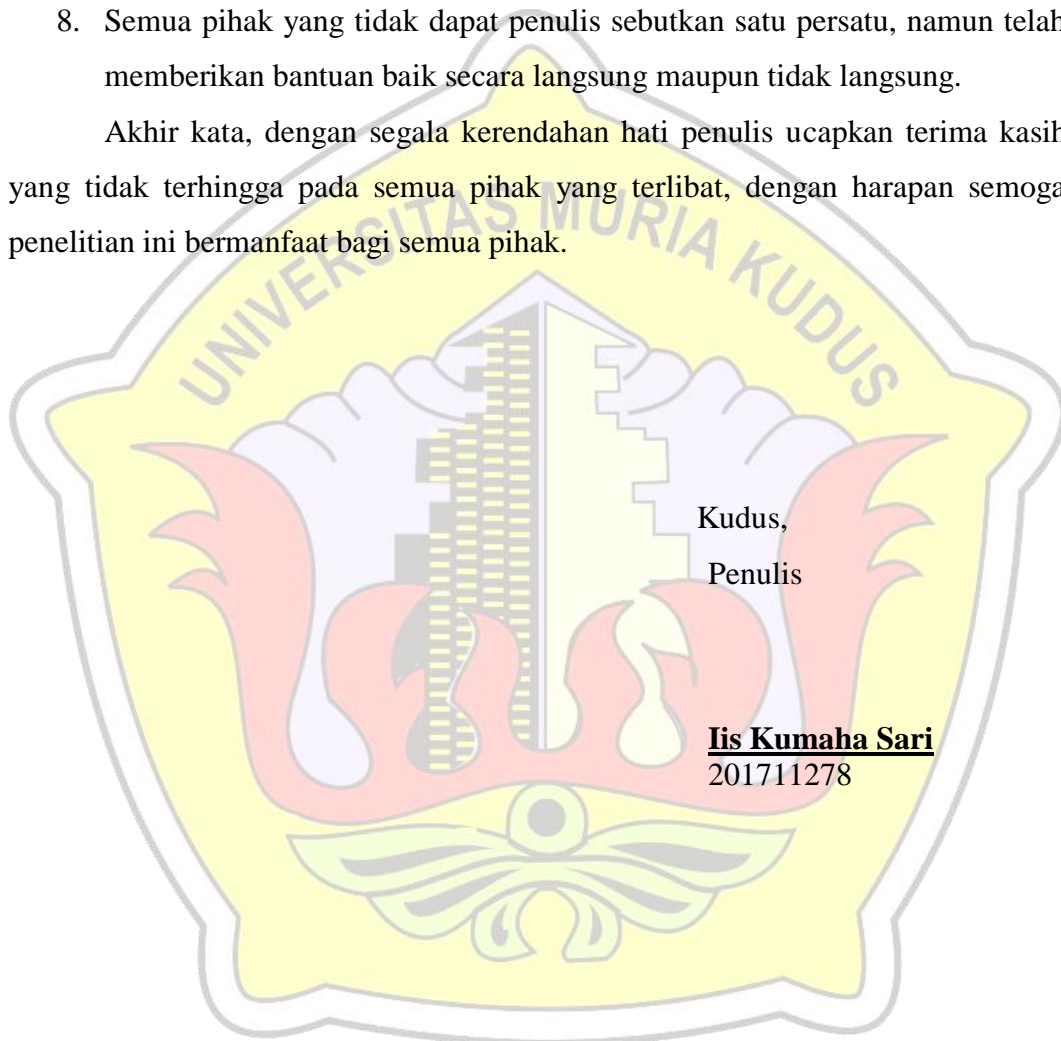 8. Semua pihak yang tidak dapat penulis sebutkan satu persatu, namun telah
memberikan bantuan baik secara langsung maupun tidak langsung.
Akhir kata, dengan segala kerendahan hati penulis ucapkan terima kasih
yang tidak terhingga pada semua pihak yang terlibat, dengan harapan semoga
penelitian ini bermanfaat bagi semua pihak.
UNIVERSITAS MURIA KUDUS
Kudus,
Penulis
Iis Kumaha Sari
201711278